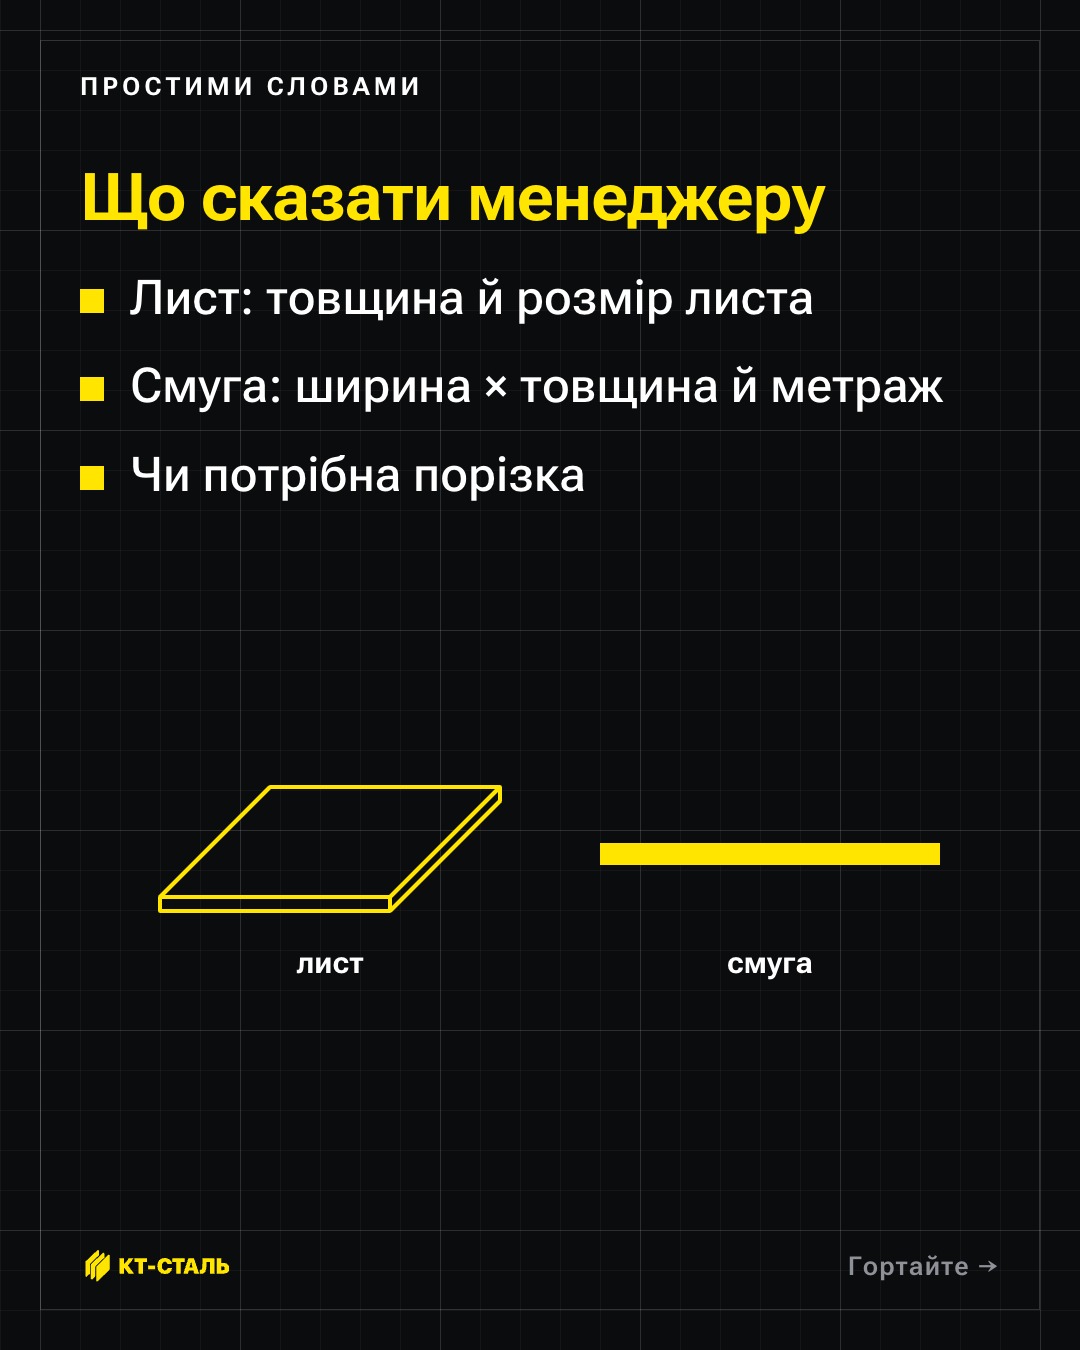 ПРОСТИМИ СЛОВАМИ
Що сказати менеджеру
Лист: товщина й розмір листа
Смуга: ширина × товщина й метраж
Чи потрібна порізка
лист
смуга
КТ-СТАЛЬ
Гортайте →